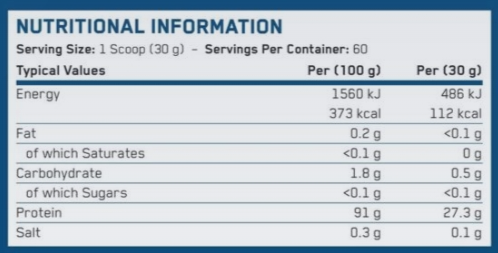 NUTRITIONAL INFORMATION
Serving Size: 1 Scoop (30 g) – Servings Per Container: 60
Typical Values Per (100 g) Per (30 g)
Energy 1560 kJ 486 kJ
373 kcal 112 kcal
Fat 0.2 g <0.1 g
of which Saturates <0.1 g 0 g
Carbohydrate 1.8 g 0.5 g
of which Sugars <0.1 g <0.1 g
Protein 91 g 27.3 g
Salt 0.3 g 0.1 g